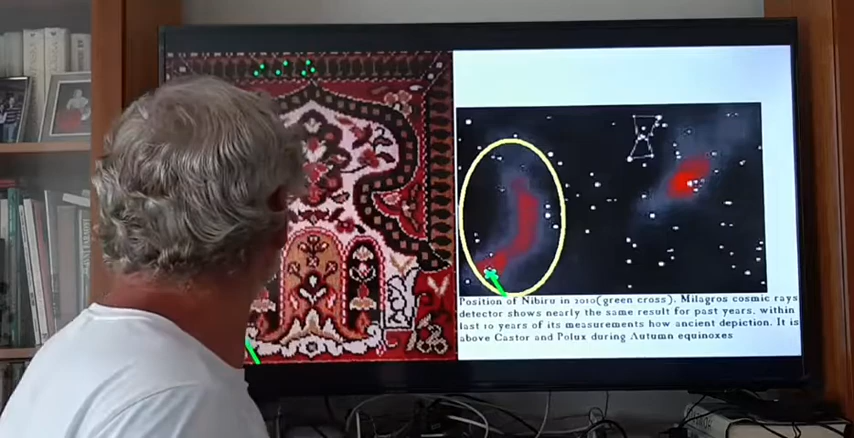 Position of Nibiru in 2010(green cross). Milagros cosmic rays
detector shows nearly the same result for past years, within
last 10 years of its measurements how ancient depiction. It is
above Castor and Polux during Autumn equinoxes